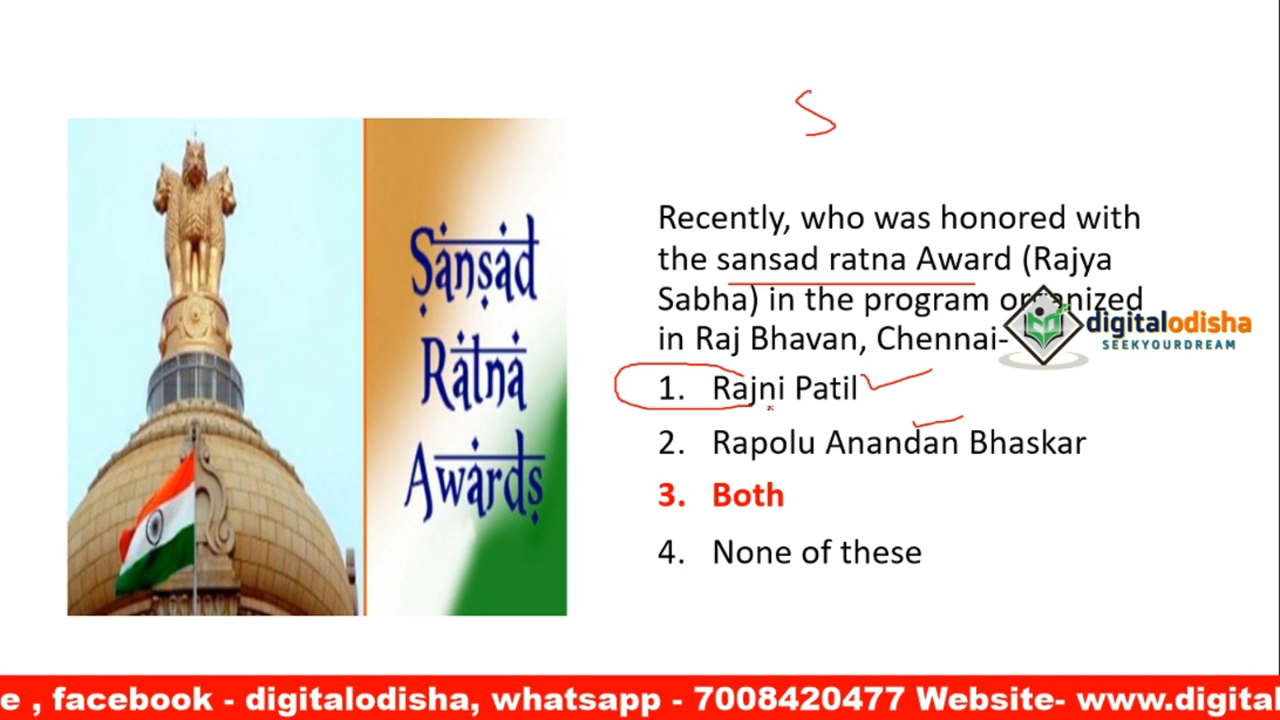 S
Sansad
Ratna
Awards
Recently, who was honored with
the sansad ratna Award (Rajya
Sabha) in the program organized
in Raj Bhavan, Chennai-
digitalodisha
SEEKYOURDREAM
1. Rajni Patil
2. Rapolu Anandan Bhaskar
3. Both
4. None of these
e , facebook - digitalodisha, whatsapp - 7008420477 Website- www.digital